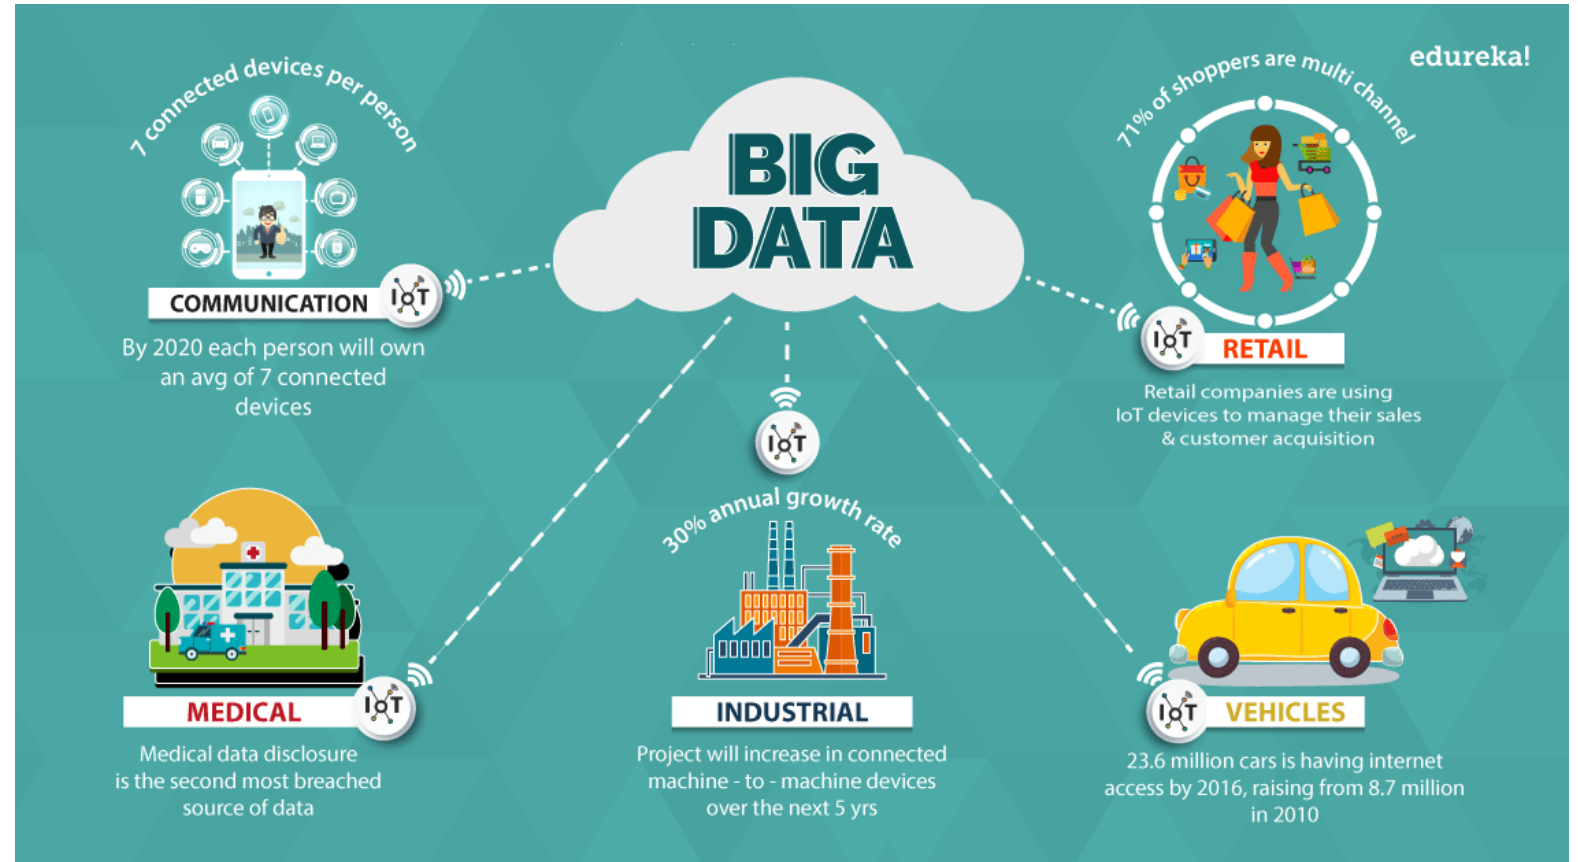 edureka!
BIG
DATA
7 connected devices per person
IoT
COMMUNICATION
By 2020 each person will own
an avg of 7 connected
devices
71% of shoppers are multi channel
IoT
RETAIL
Retail companies are using
IoT devices to manage their sales
& customer acquisition
IoT
MEDICAL
Medical data disclosure
is the second most breached
source of data
IoT
30% annual growth rate
INDUSTRIAL
Project will increase in connected
machine - to - machine devices
over the next 5 yrs
IoT
VEHICLES
23.6 million cars is having internet
access by 2016, raising from 8.7 million
in 2010